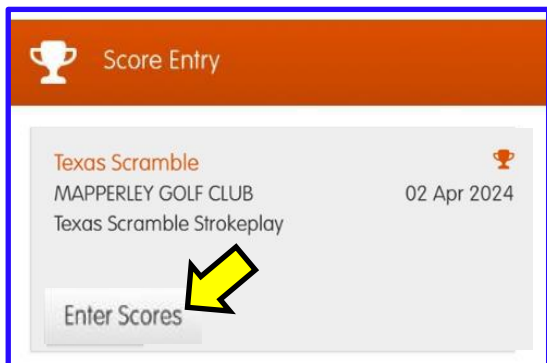 Score Entry
Texas Scramble
MAPPERLEY GOLF CLUB 02 Apr 2024
Texas Scramble Strokeplay
Enter Scores